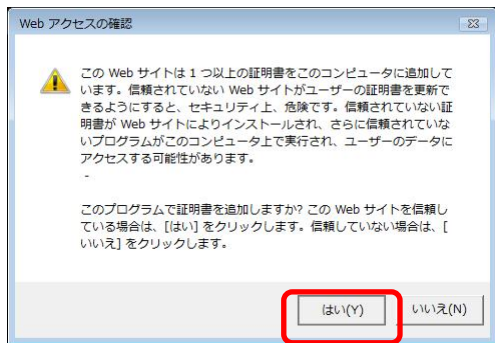 Web アクセスの確認
この Web サイトは 1 つ以上の証明書をこのコンピュータに追加して
います。信頼されていない Web サイトがユーザーの証明書を更新で
きるようにすると、セキュリティ上、危険です。信頼されていない証
明書が Web サイトによりインストールされ、さらに信頼されていな
いプログラムがこのコンピュータ上で実行され、ユーザーのデータに
アクセスする可能性があります。
-
このプログラムで証明書を追加しますか? この Web サイトを信頼し
ている場合は、[はい] をクリックします。信頼していない場合は、[
いいえ] をクリックします。
はい(Y) いいえ(N)